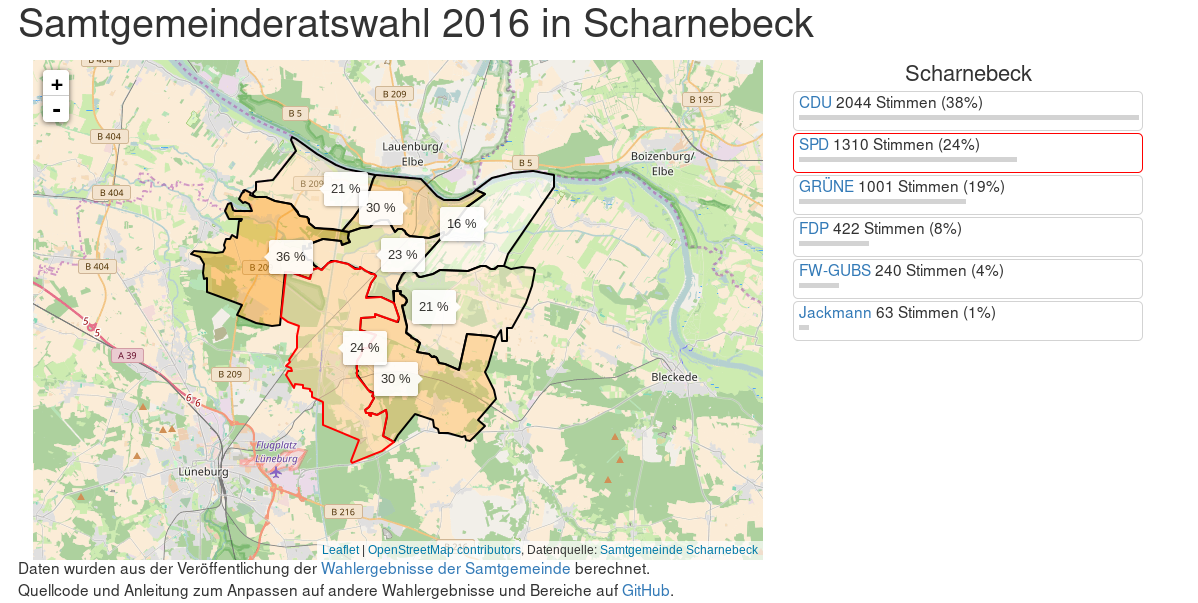 Samtgemeinderatswahl 2016 in Scharnebeck
+
-
B 404
B 209
B 195
B 5
B 404
Lauenburg/
Elbe
Boizenburg/
Elbe
B 5
B 404
B 209
21 %
30 %
16 %
36 %
23 %
B 404
B 20
21 %
24 %
A 39
B 209
30 %
Bleckede
Flugplatz
Lüneburg
Lüneburg
B 216
Leaflet | OpenStreetMap contributors, Datenquelle: Samtgemeinde Scharnebeck
Scharnebeck
CDU 2044 Stimmen (38%)
SPD 1310 Stimmen (24%)
GRÜNE 1001 Stimmen (19%)
FDP 422 Stimmen (8%)
FW-GUBS 240 Stimmen (4%)
Jackmann 63 Stimmen (1%)
Daten wurden aus der Veröffentlichung der Wahlergebnisse der Samtgemeinde berechnet.
Quellcode und Anleitung zum Anpassen auf andere Wahlergebnisse und Bereiche auf GitHub.